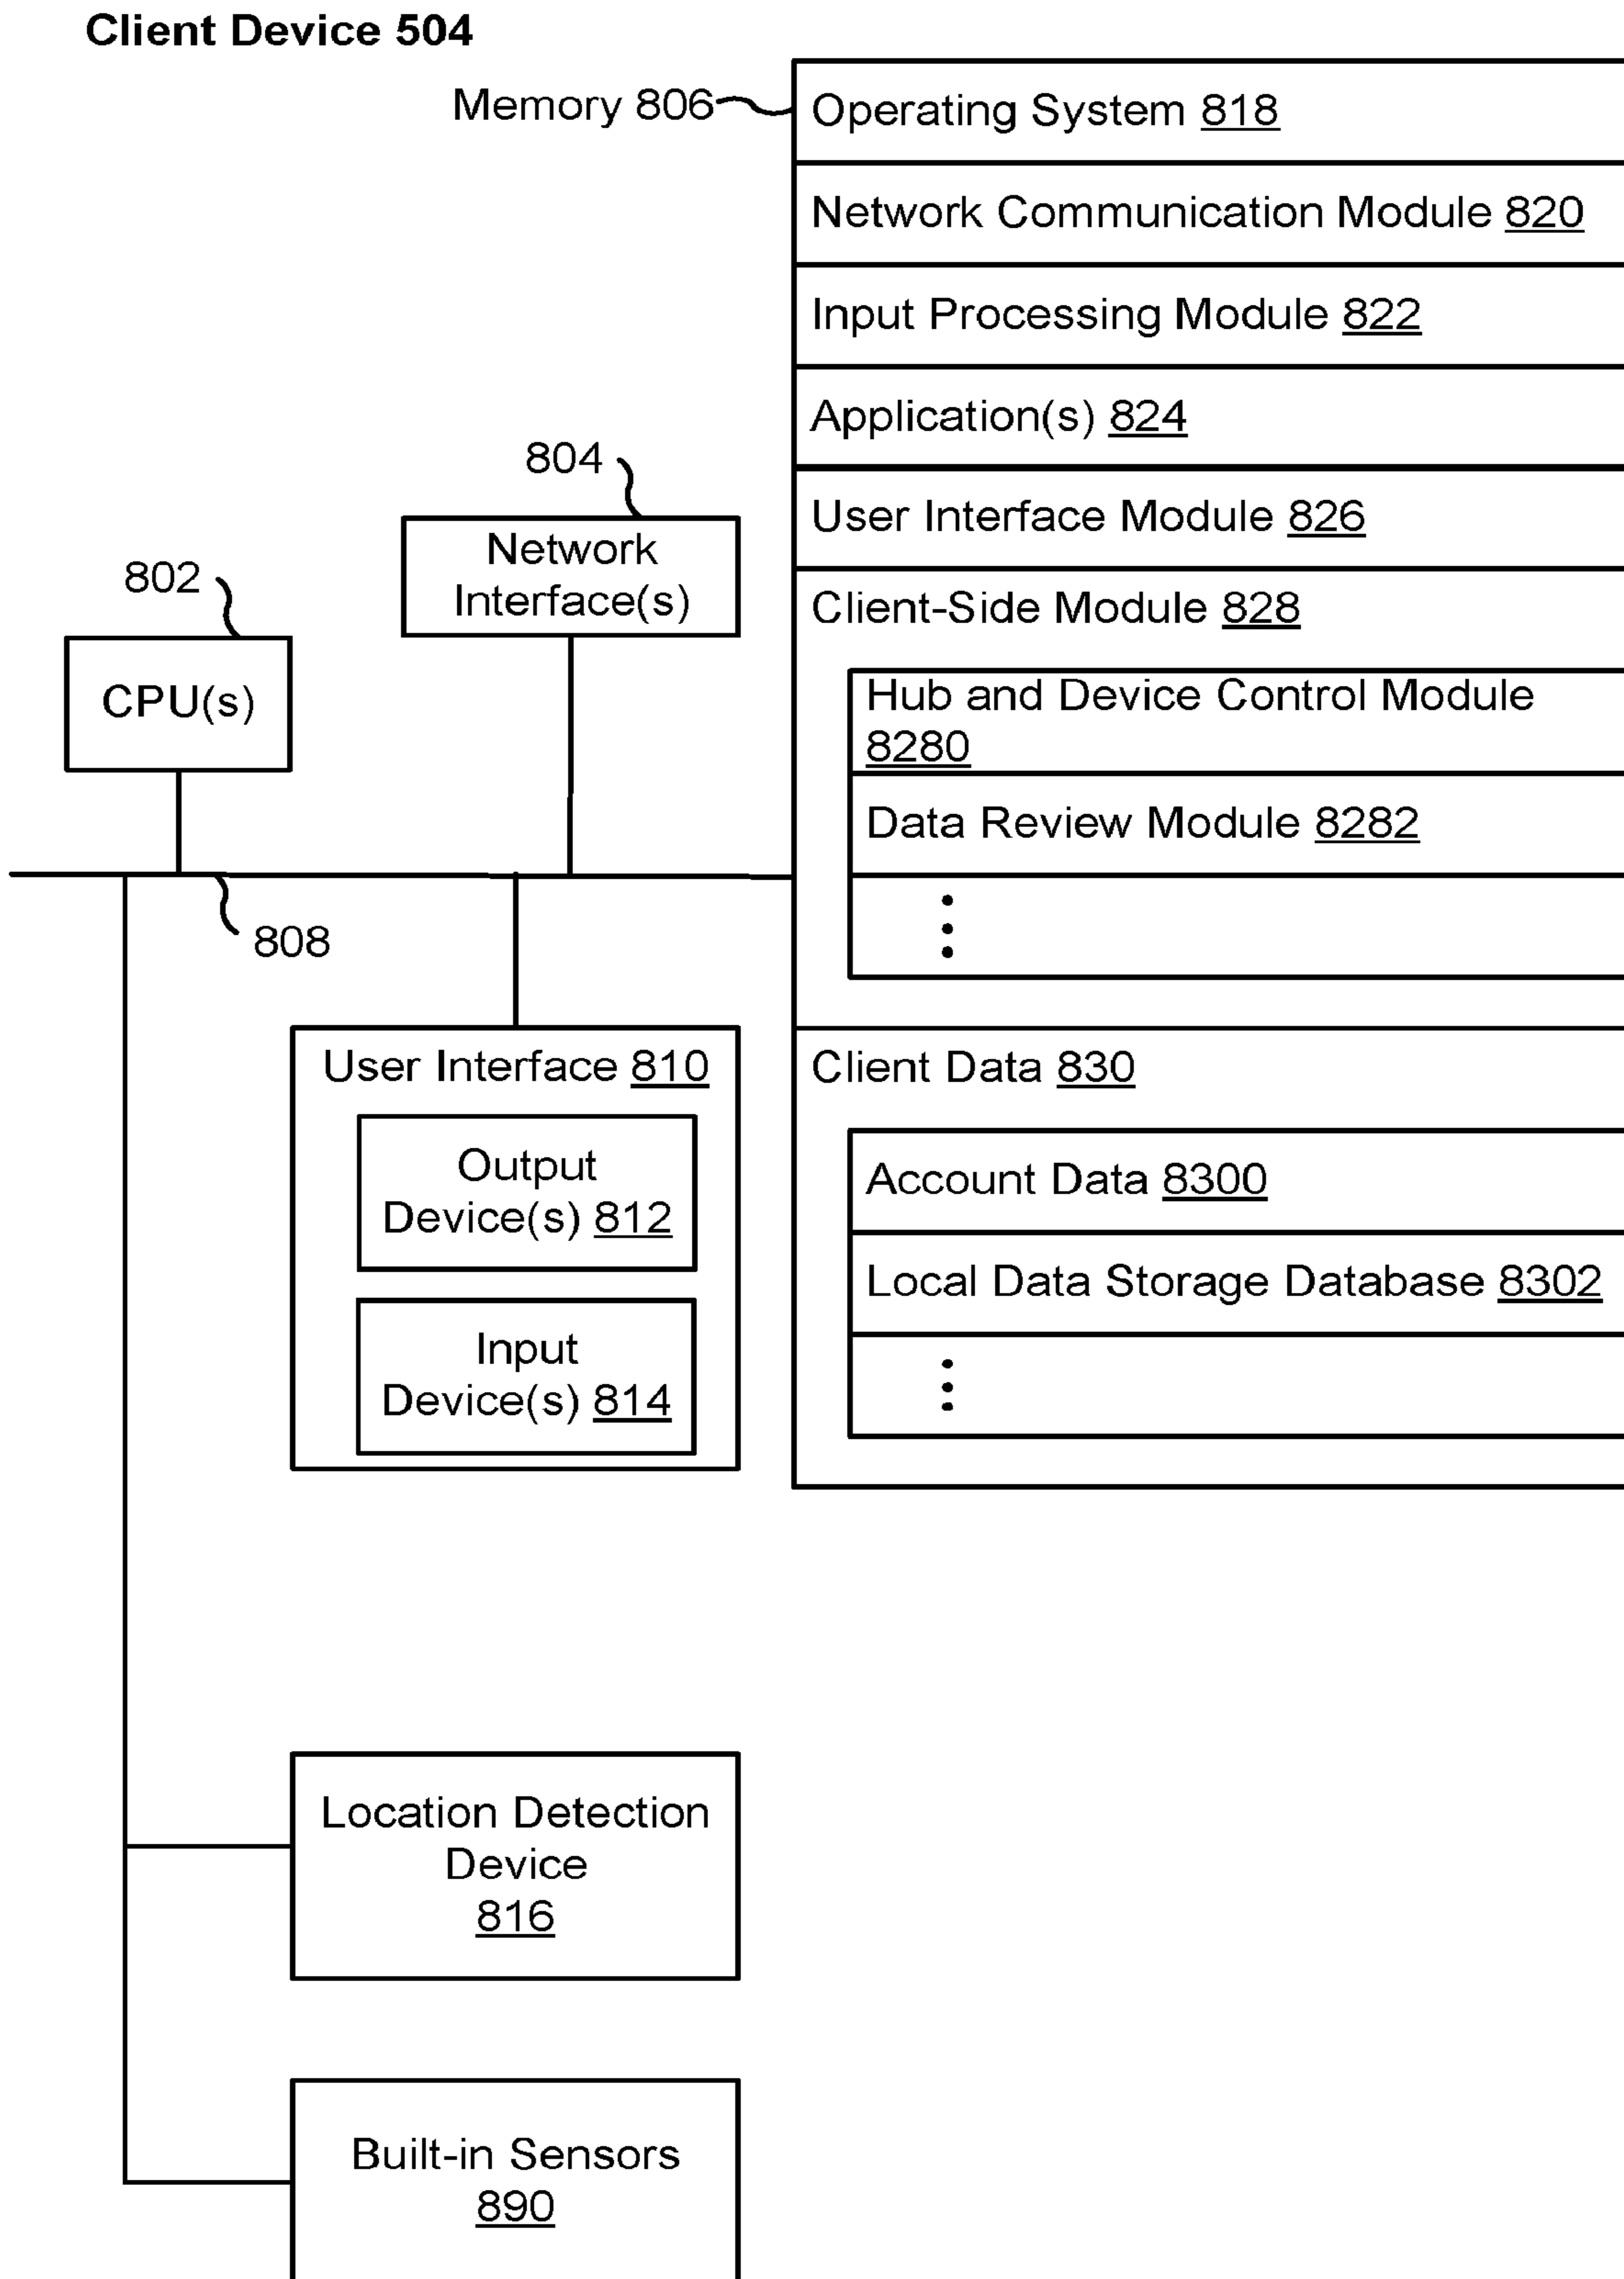 Client Device 504
Memory 806
Operating System 818
Network Communication Module 820
Input Processing Module 822
Application(s) 824
User Interface Module 826
Client-Side Module 828
Hub and Device Control Module
8280
Data Review Module 8282
Client Data 830
Account Data 8300
Local Data Storage Database 8302
804
Network
Interface(s)
802
CPU(s)
808
User Interface 810
Output
Device(s) 812
Input
Device(s) 814
Location Detection
Device
816
Built-in Sensors
890